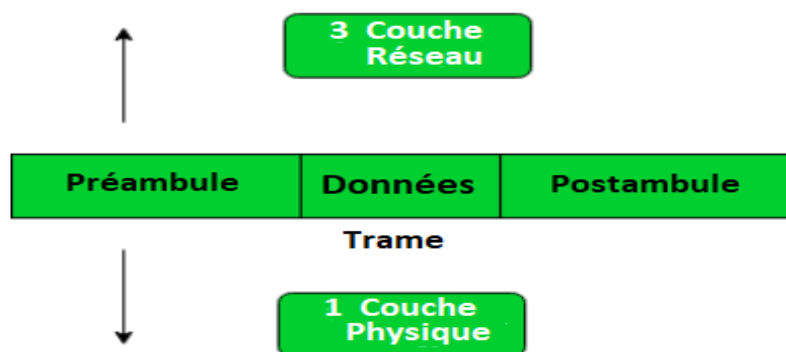 3 Couche
Réseau
Préambule Données Postambule
Trame
1 Couche
Physique